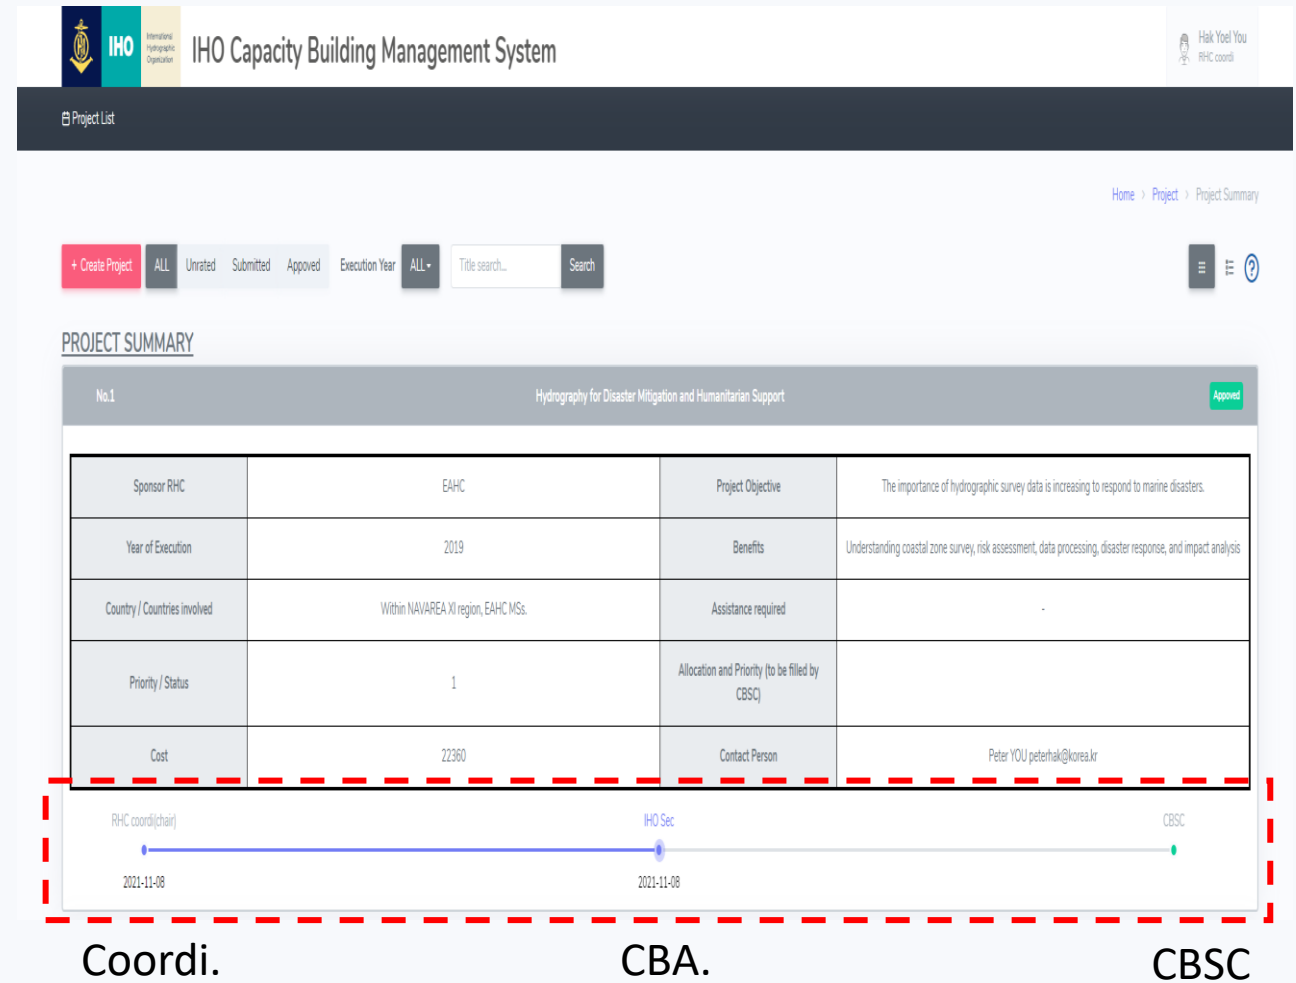 IHO
International
Hydrographic
Organization
IHO Capacity Building Management System
Hak Yoel You
RHC coordi
Project List
Home > Project > Project Summary
+ Create Project ALL Unrated Submitted Appoved Execution Year ALL Title search... Search
?
PROJECT SUMMARY
No.1 Hydrography for Disaster Mitigation and Humanitarian Support Appoved
Sponsor RHC EAHC Project Objective The importance of hydrographic survey data is increasing to respond to marine disasters.
Year of Execution 2019 Benefits Understanding coastal zone survey, risk assessment, data processing, disaster response, and impact analysis
Country / Countries involved Within NAVAREA XI region, EAHC MSs. Assistance required -
Priority / Status 1 Allocation and Priority (to be filled by
CBSC)
Cost 22360 Contact Person Peter YOU peterhak@korea.kr
RHC coordi(chair) IHO Sec CBSC
2021-11-08 2021-11-08
Coordi. CBA. CBSC